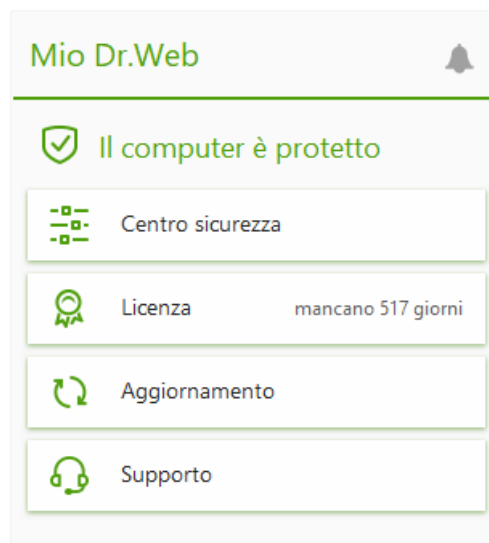 Mio Dr.Web
Il computer è protetto
Centro sicurezza
Licenza mancano 517 giorni
Aggiornamento
Supporto